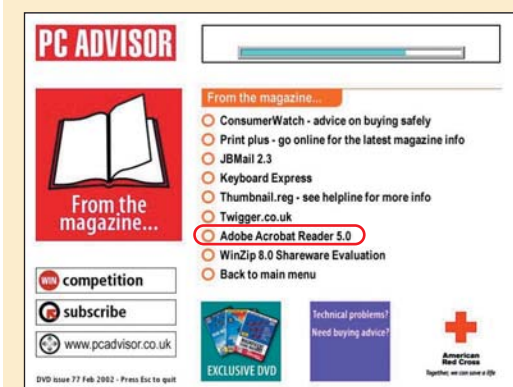 PC ADVISOR
From the magazine...
ConsumerWatch - advice on buying safely
Print plus - go online for the latest magazine info
JBMail 2.3
Keyboard Express
Thumbnail.reg - see helpline for more info
Twigger.co.uk
Adobe Acrobat Reader 5.0
WinZip 8.0 Shareware Evaluation
Back to main menu
From the
magazine...
WIN competition
subscribe
www.pcadvisor.co.uk
EXCLUSIVE DVD
Technical problems?
Need buying advice?
American
Red Cross
Together, we can save a life
DVD issue 77 Feb 2002 - Press Esc to quit